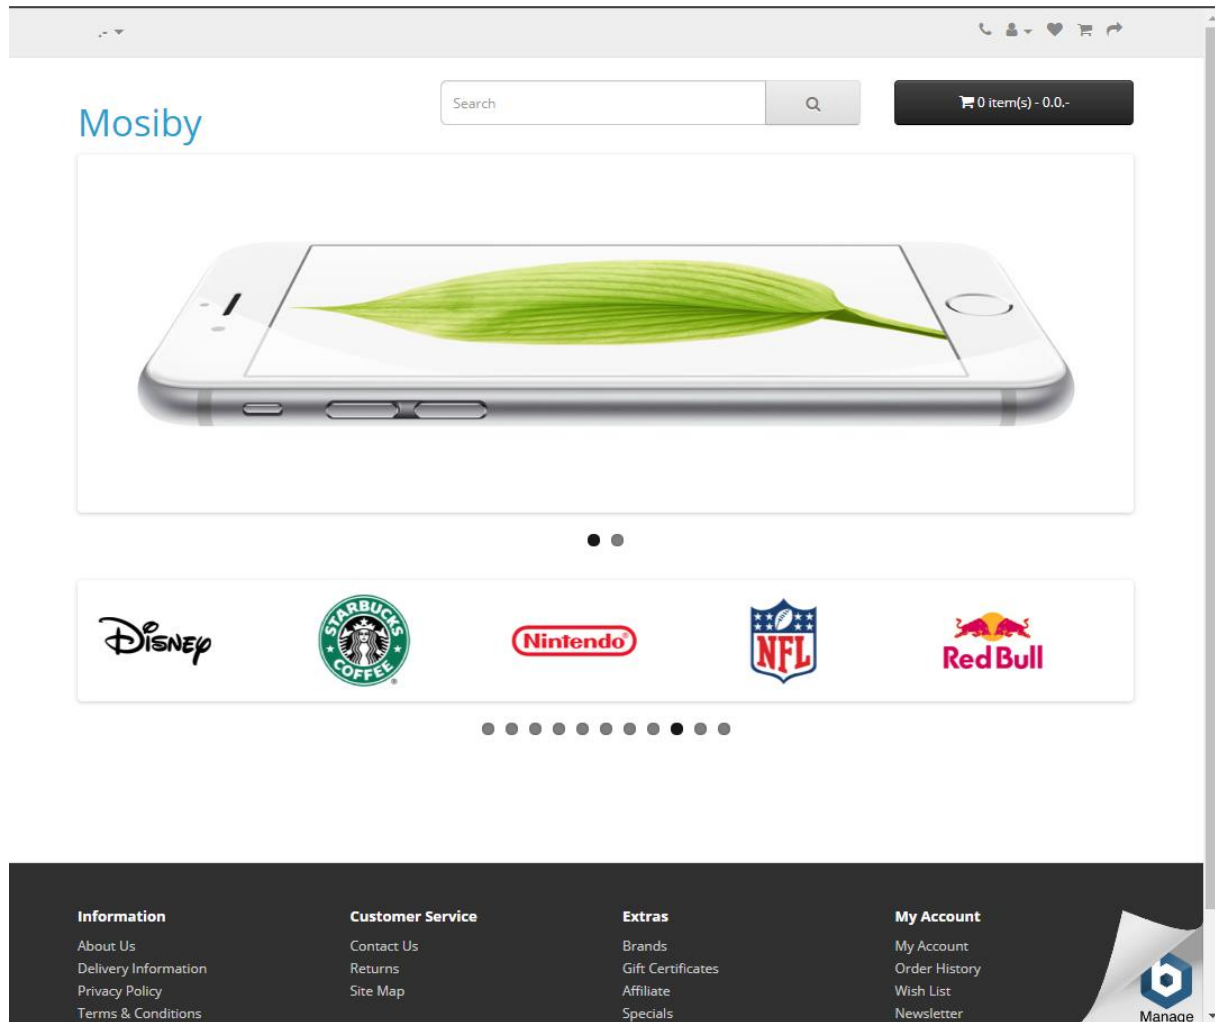 .-
Mosiby
Search
0 item(s) - 0.0.-
Disney
STARBUCKS COFFEE
Nintendo®
NFL
Red Bull
Information
About Us
Delivery Information
Privacy Policy
Terms & Conditions
Customer Service
Contact Us
Returns
Site Map
Extras
Brands
Gift Certificates
Affiliate
Specials
My Account
My Account
Order History
Wish List
Newsletter
b
Manage